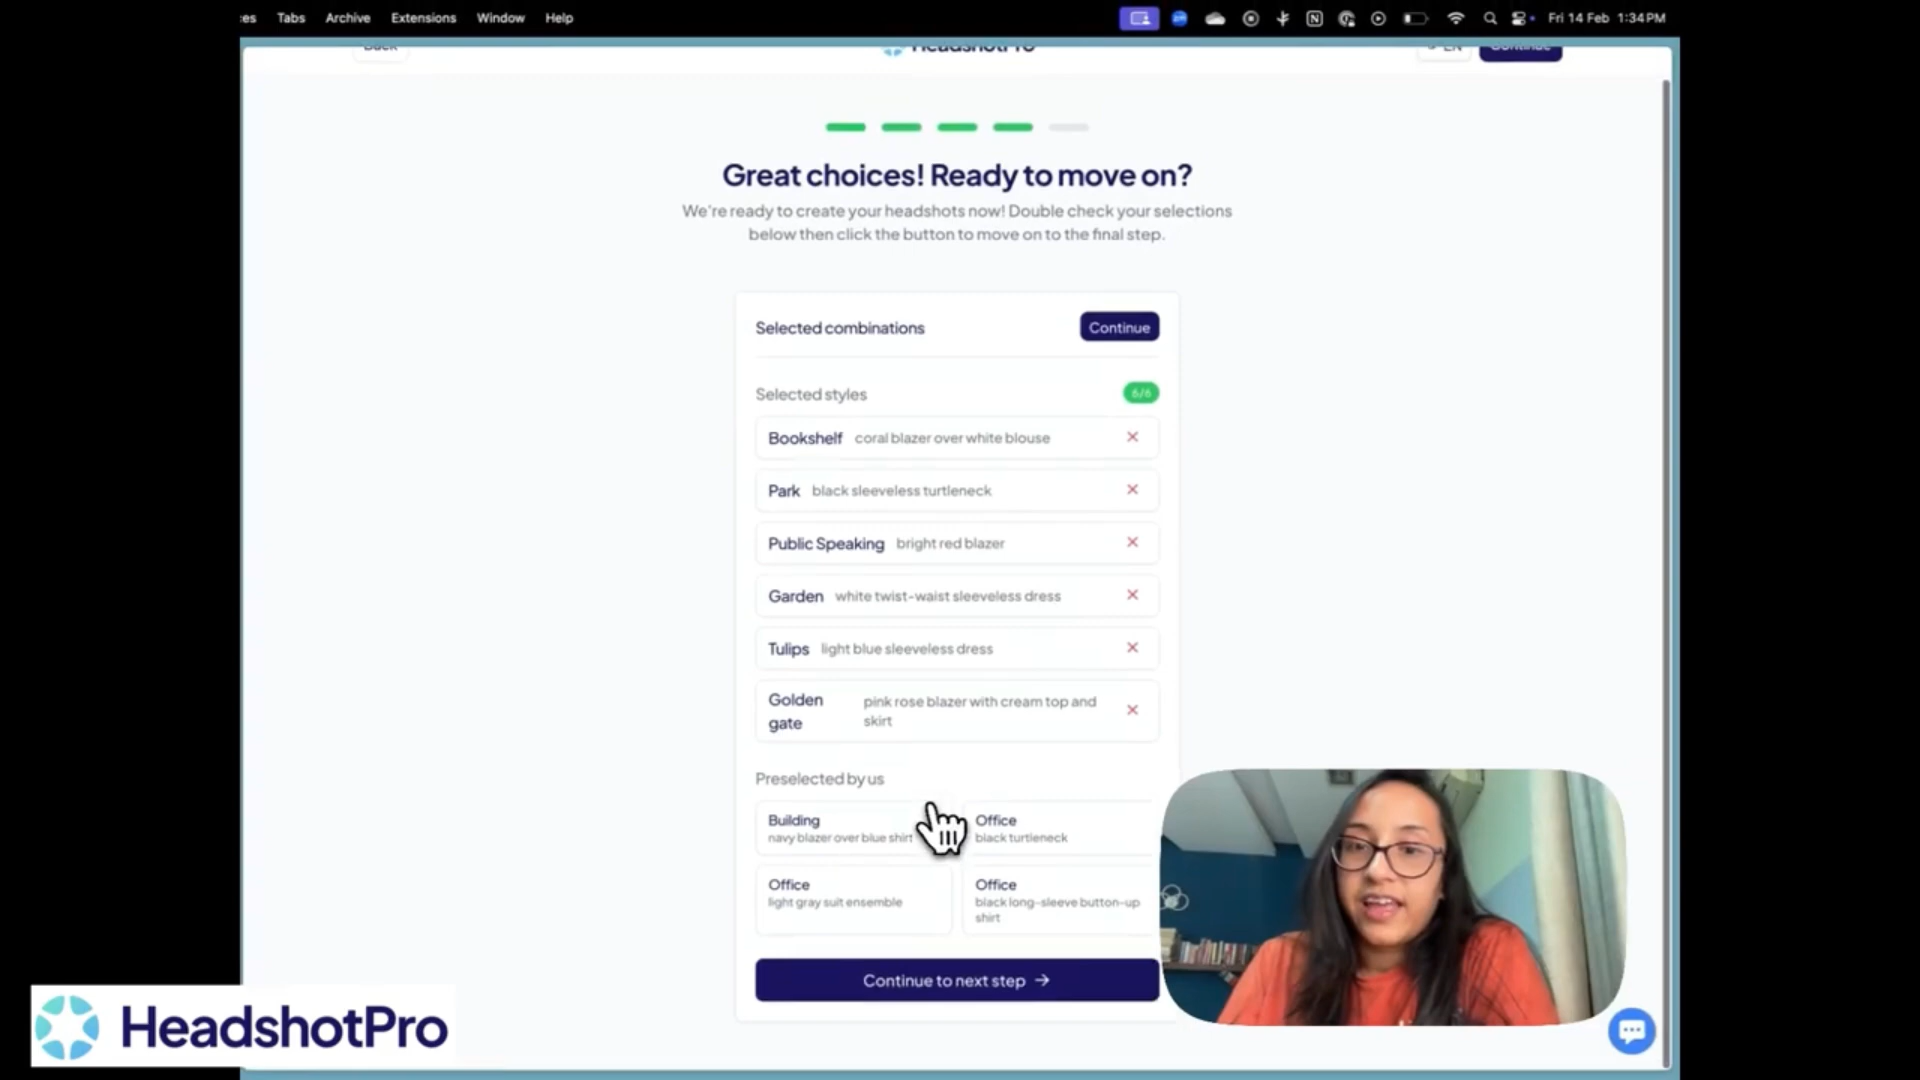 Tabs Archive Extensions Window Help
Fri 14 Feb 1:34 PM
Back
HeadshotPro
EN
Continue
Great choices! Ready to move on?
We're ready to create your headshots now! Double check your selections
below then click the button to move on to the final step.
Selected combinations
Continue
Selected styles
6/6
Bookshelf coral blazer over white blouse
Park black sleeveless turtleneck
Public Speaking bright red blazer
Garden white twist-waist sleeveless dress
Tulips light blue sleeveless dress
Golden
gate
pink rose blazer with cream top and
skirt
Preselected by us
Building
navy blazer over blue shirt
Office
black turtleneck
Office
light gray suit ensemble
Office
black long-sleeve button-up
shirt
Continue to next step →
HeadshotPro